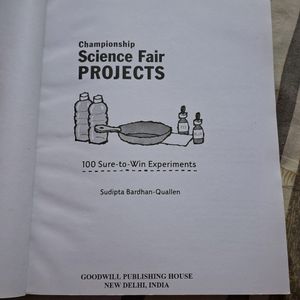 Championship
Science Fair
PROJECTS
100 Sure-to-Win Experiments
Sudipta Bardhan-Quallen
GOODWILL PUBLISHING HOUSE
NEW DELHI, INDIA